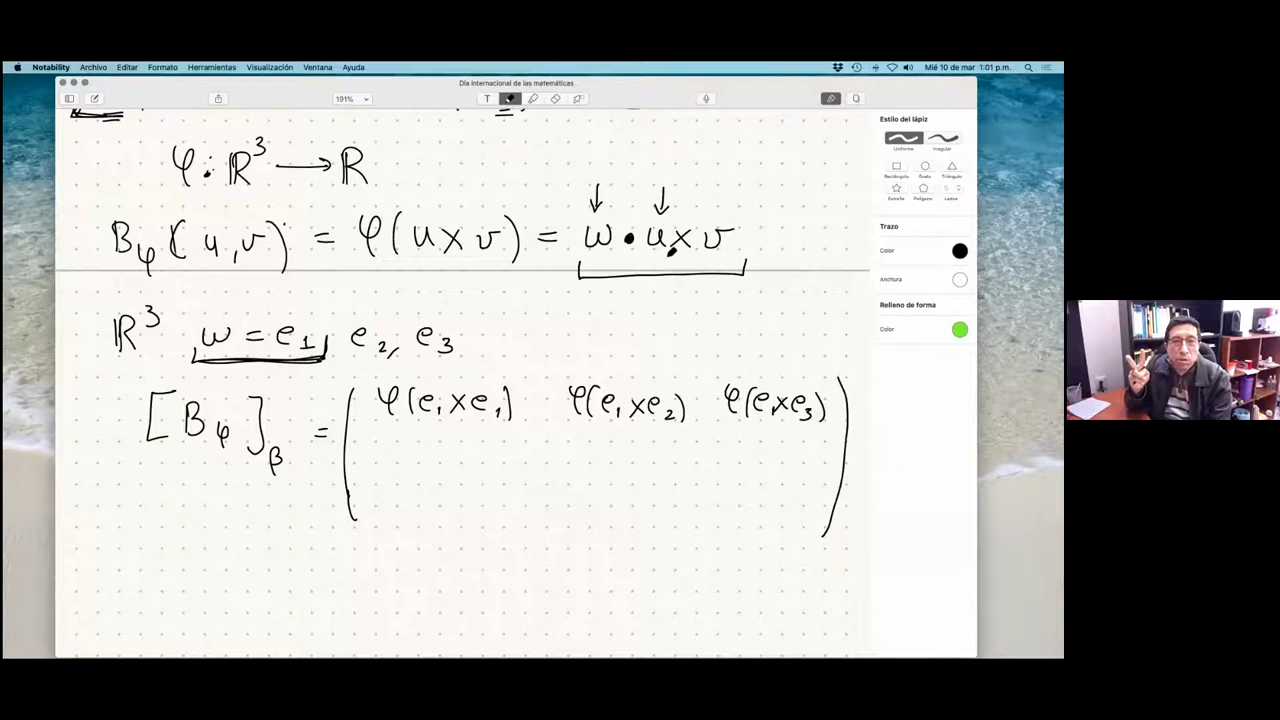 Notability Archivo Editar Formato Herramientas Visualización Ventana Ayuda Mié 10 de mar 1:01 p.m.
Día internacional de las matemáticas
191% T
Estilo del lápiz
Uniforme Irregular
Rectángulo Óvalo Triángulo
Estrella Polígono Lados
Trazo
Color
Anchura
Relleno de forma
Color
φ : ℝ³ ⟶ ℝ
B_φ(u,v) = φ(u×v) = w • u×v
ℝ³, w = e₁, e₂, e₃
[B_φ]_β = ( φ(e₁×e₁) φ(e₁×e₂) φ(e₁×e₃) )